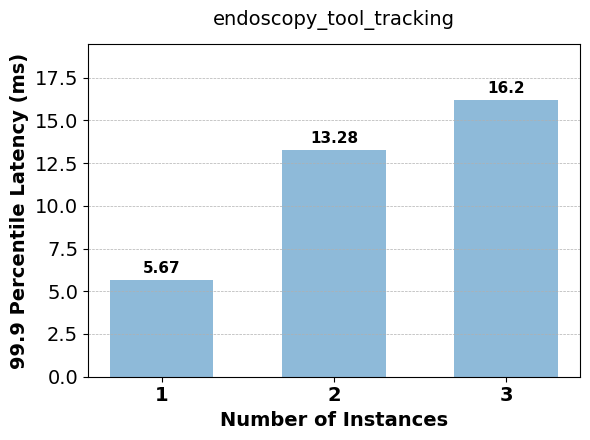 endoscopy_tool_tracking
99.9 Percentile Latency (ms)
17.5
15.0
12.5
10.0
7.5
5.0
2.5
0.0
5.67
13.28
16.2
1 2 3
Number of Instances